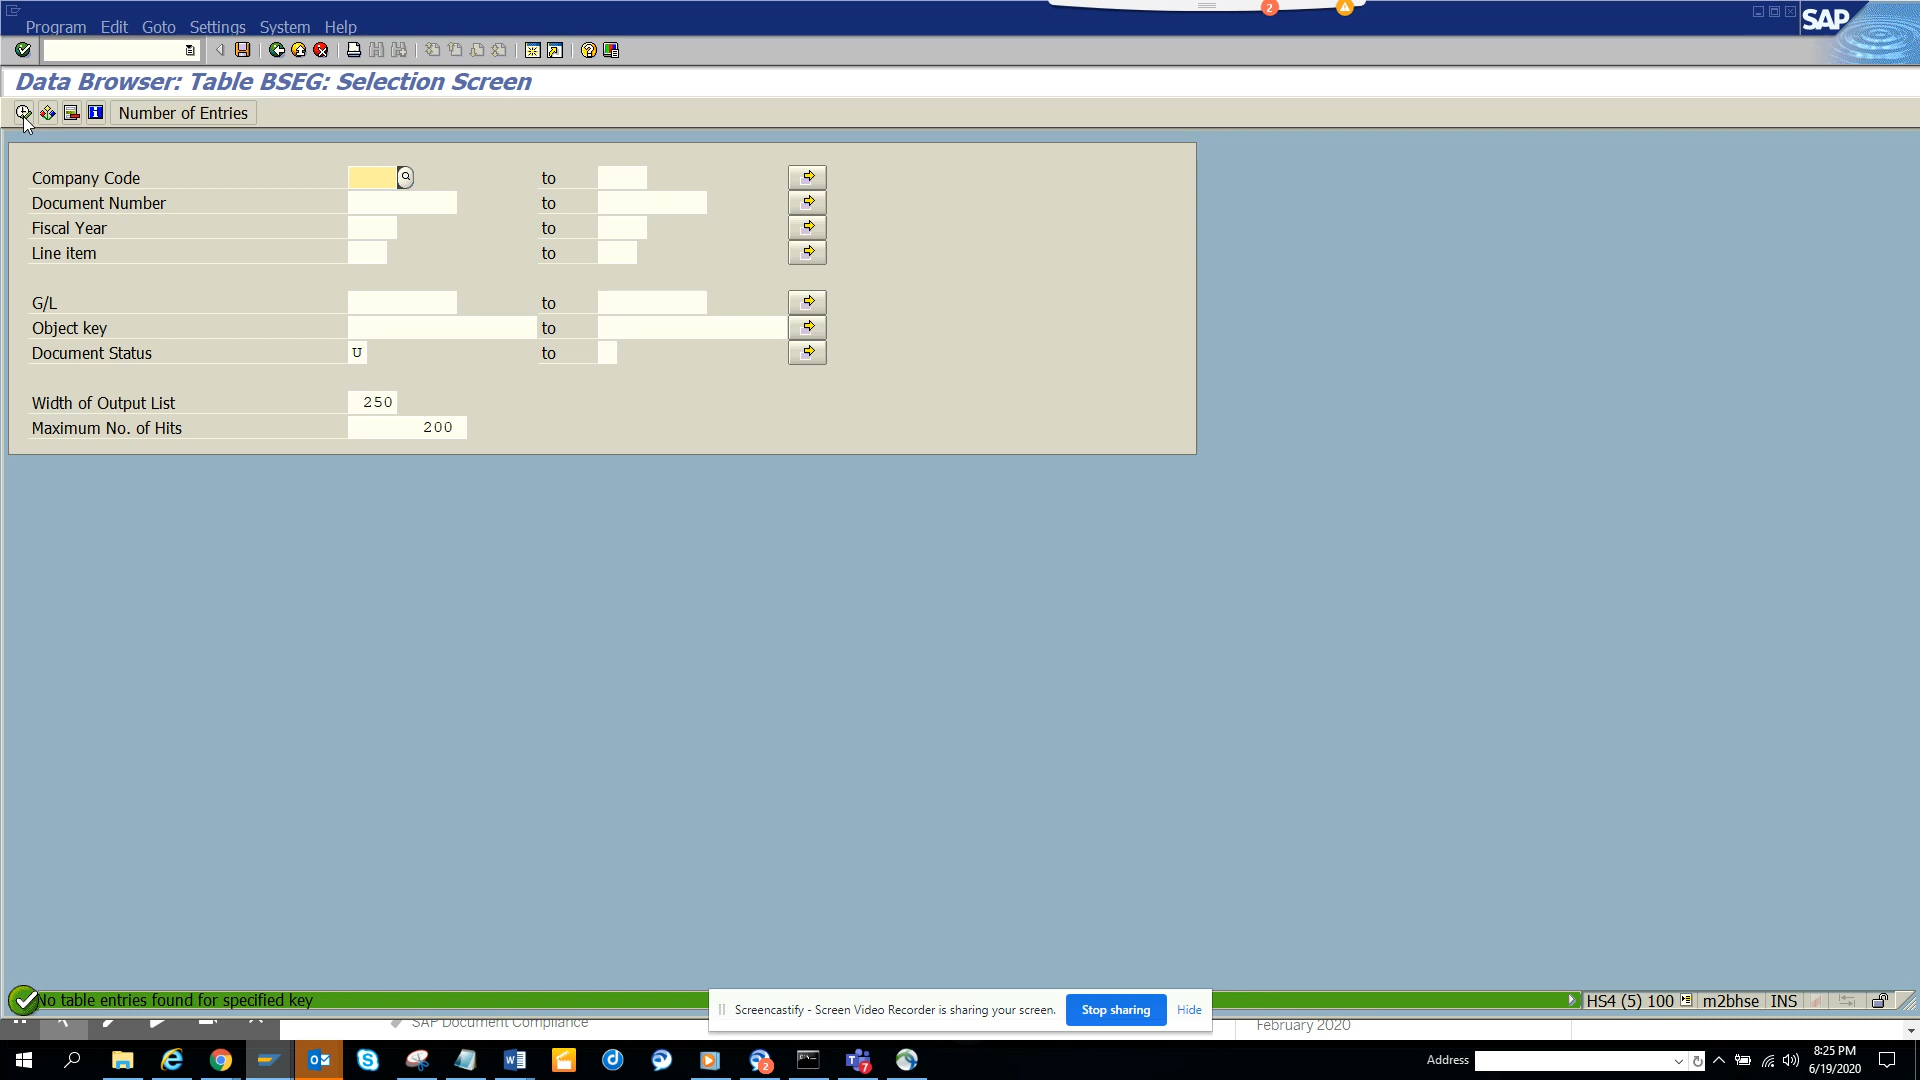 2
Program Edit Goto Settings System Help
SAP
Data Browser: Table BSEG: Selection Screen
Number of Entries
Company Code to
Document Number to
Fiscal Year to
Line item to
G/L to
Object key to
Document Status U to
Width of Output List 250
Maximum No. of Hits 200
No table entries found for specified key
HS4 (5) 100 m2bhse INS
Screencastify - Screen Video Recorder is sharing your screen. Stop sharing Hide
SAP Document Compliance
February 2020
2
7
Address
8:25 PM
6/19/2020